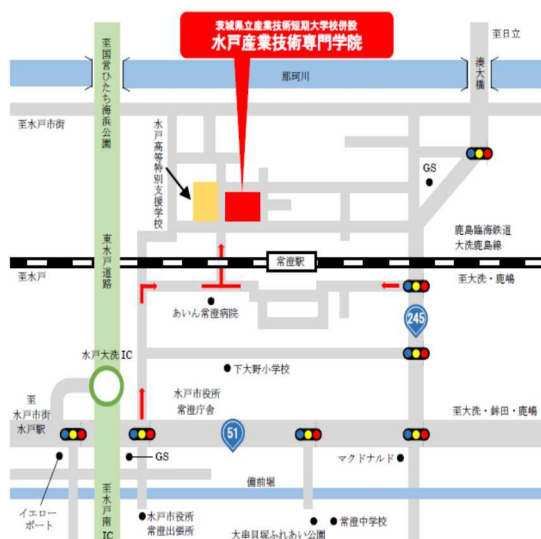 茨城県立産業技術短期大学校併設
水戸産業技術専門学院
至国営ひたち海浜公園
那珂川
湊大橋
至日立
至水戸市街
水戸高等特別支援学校
GS
東水戸道路
鹿島臨海鉄道
大洗鹿島線
常澄駅
至水戸
至大洗・鹿嶋
あいん常澄病院
245
水戸大洗IC
下大野小学校
至
水戸市街
水戸駅
水戸市役所
常澄庁舎
51
至大洗・鉾田・鹿嶋
GS
マクドナルド
イエロー
ポート
至水戸南
IC
備前堀
水戸市役所
常澄出張所
大串貝塚ふれあい公園
常澄中学校